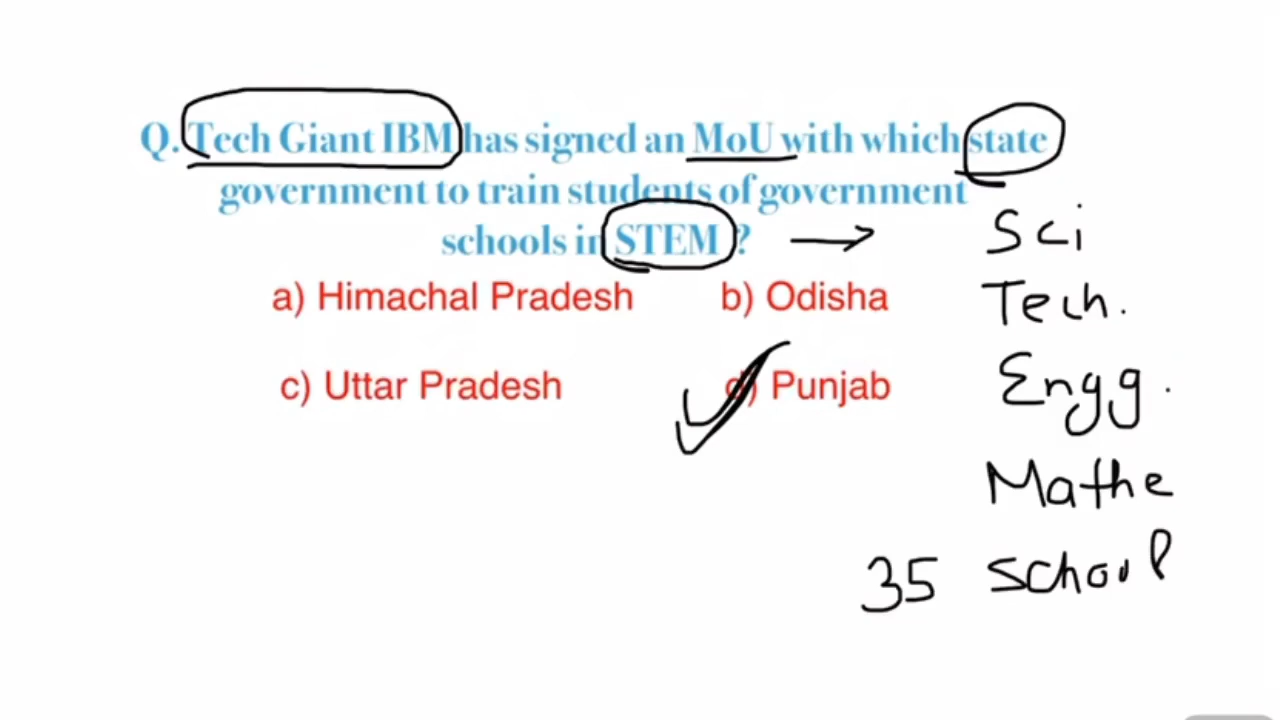 Q. Tech Giant IBM has signed an MoU with which state
government to train students of government
schools in STEM ?
Sci
a) Himachal Pradesh b) Odisha
Tech.
c) Uttar Pradesh d) Punjab
Engg.
Mathe
35 school